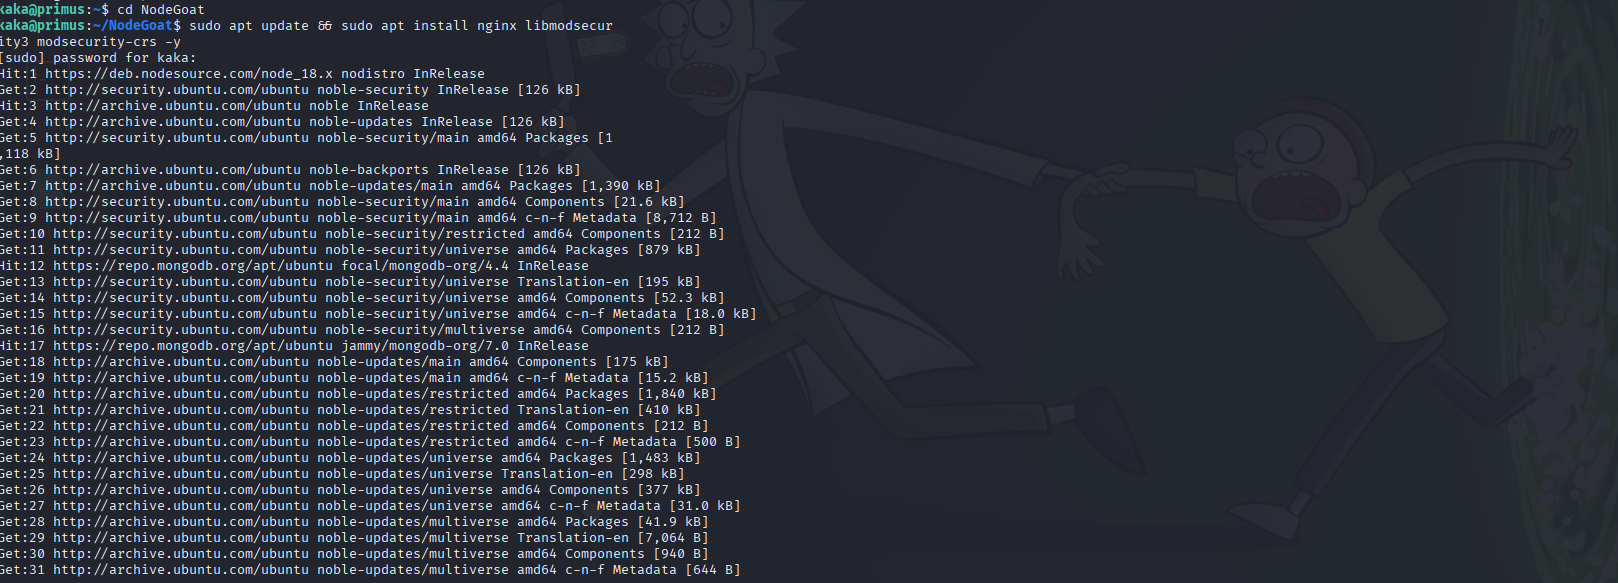 kaka@primus:~$ cd NodeGoat
kaka@primus:~/NodeGoat$ sudo apt update && sudo apt install nginx libmodsecur
ity3 modsecurity-crs -y
[sudo] password for kaka:
Hit:1 https://deb.nodesource.com/node_18.x nodistro InRelease
Get:2 http://security.ubuntu.com/ubuntu noble-security InRelease [126 kB]
Hit:3 http://archive.ubuntu.com/ubuntu noble InRelease
Get:4 http://archive.ubuntu.com/ubuntu noble-updates InRelease [126 kB]
Get:5 http://security.ubuntu.com/ubuntu noble-security/main amd64 Packages [1
,118 kB]
Get:6 http://archive.ubuntu.com/ubuntu noble-backports InRelease [126 kB]
Get:7 http://archive.ubuntu.com/ubuntu noble-updates/main amd64 Packages [1,390 kB]
Get:8 http://security.ubuntu.com/ubuntu noble-security/main amd64 Components [21.6 kB]
Get:9 http://security.ubuntu.com/ubuntu noble-security/main amd64 c-n-f Metadata [8,712 B]
Get:10 http://security.ubuntu.com/ubuntu noble-security/restricted amd64 Components [212 B]
Get:11 http://security.ubuntu.com/ubuntu noble-security/universe amd64 Packages [879 kB]
Hit:12 https://repo.mongodb.org/apt/ubuntu focal/mongodb-org/4.4 InRelease
Get:13 http://security.ubuntu.com/ubuntu noble-security/universe Translation-en [195 kB]
Get:14 http://security.ubuntu.com/ubuntu noble-security/universe amd64 Components [52.3 kB]
Get:15 http://security.ubuntu.com/ubuntu noble-security/universe amd64 c-n-f Metadata [18.0 kB]
Get:16 http://security.ubuntu.com/ubuntu noble-security/multiverse amd64 Components [212 B]
Hit:17 https://repo.mongodb.org/apt/ubuntu jammy/mongodb-org/7.0 InRelease
Get:18 http://archive.ubuntu.com/ubuntu noble-updates/main amd64 Components [175 kB]
Get:19 http://archive.ubuntu.com/ubuntu noble-updates/main amd64 c-n-f Metadata [15.2 kB]
Get:20 http://archive.ubuntu.com/ubuntu noble-updates/restricted amd64 Packages [1,840 kB]
Get:21 http://archive.ubuntu.com/ubuntu noble-updates/restricted Translation-en [410 kB]
Get:22 http://archive.ubuntu.com/ubuntu noble-updates/restricted amd64 Components [212 B]
Get:23 http://archive.ubuntu.com/ubuntu noble-updates/restricted amd64 c-n-f Metadata [500 B]
Get:24 http://archive.ubuntu.com/ubuntu noble-updates/universe amd64 Packages [1,483 kB]
Get:25 http://archive.ubuntu.com/ubuntu noble-updates/universe Translation-en [298 kB]
Get:26 http://archive.ubuntu.com/ubuntu noble-updates/universe amd64 Components [377 kB]
Get:27 http://archive.ubuntu.com/ubuntu noble-updates/universe amd64 c-n-f Metadata [31.0 kB]
Get:28 http://archive.ubuntu.com/ubuntu noble-updates/multiverse amd64 Packages [41.9 kB]
Get:29 http://archive.ubuntu.com/ubuntu noble-updates/multiverse Translation-en [7,064 B]
Get:30 http://archive.ubuntu.com/ubuntu noble-updates/multiverse amd64 Components [940 B]
Get:31 http://archive.ubuntu.com/ubuntu noble-updates/multiverse amd64 c-n-f Metadata [644 B]